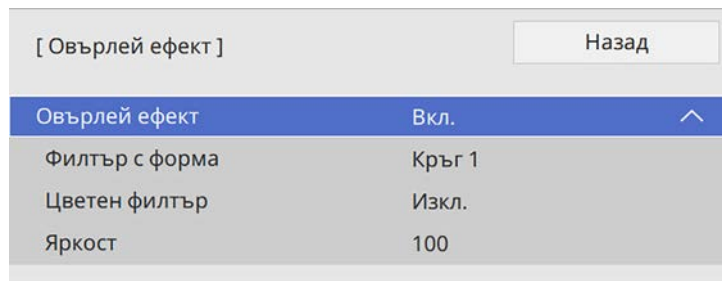 [ Овърлей ефект ] Назад
Овърлей ефект Вкл.
Филтър с форма Кръг 1
Цветен филтър Изкл.
Яркост 100